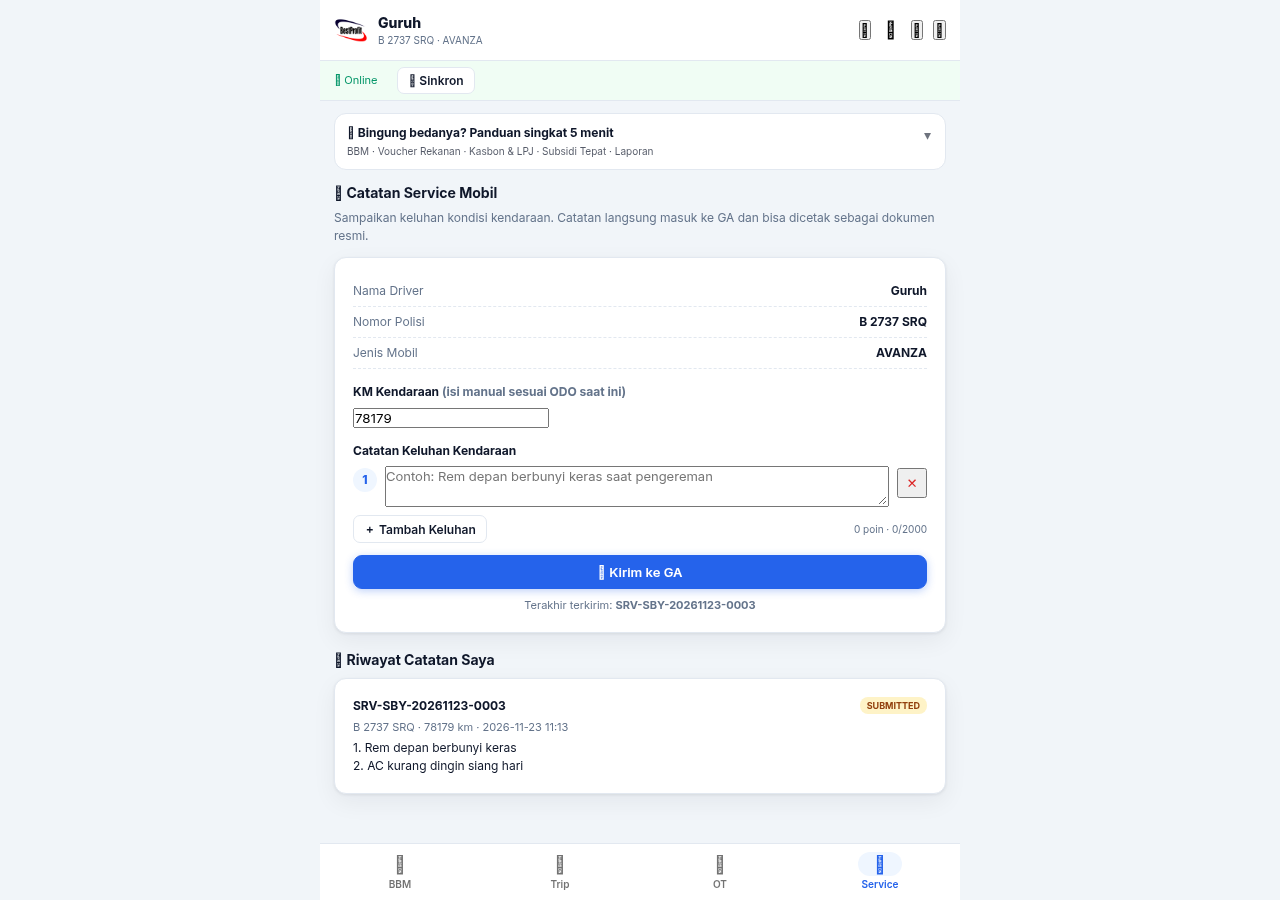 BestProfit
Guruh
B 2737 SRQ · AVANZA
Online
Sinkron
Bingung bedanya? Panduan singkat 5 menit
▼
BBM · Voucher Rekanan · Kasbon & LPJ · Subsidi Tepat · Laporan
Catatan Service Mobil
Sampaikan keluhan kondisi kendaraan. Catatan langsung masuk ke GA dan bisa dicetak sebagai dokumen
resmi.
Nama Driver
Guruh
Nomor Polisi
B 2737 SRQ
Jenis Mobil
AVANZA
KM Kendaraan (isi manual sesuai ODO saat ini)
78179
Catatan Keluhan Kendaraan
1
Contoh: Rem depan berbunyi keras saat pengereman
✕
+ Tambah Keluhan
0 poin · 0/2000
Kirim ke GA
Terakhir terkirim: SRV-SBY-20261123-0003
Riwayat Catatan Saya
SRV-SBY-20261123-0003
SUBMITTED
B 2737 SRQ · 78179 km · 2026-11-23 11:13
1. Rem depan berbunyi keras
2. AC kurang dingin siang hari
BBM
Trip
OT
Service